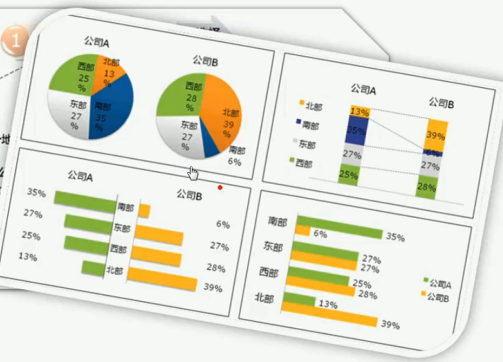 1
公司A
北部
13
%
西部
25
%
东部
27
%
南部
35
%
公司B
西部
28
%
北部
39
%
东部
27
%
南部
6%
公司A
公司B
北部
南部
东部
西部
13%
35%
27%
25%
39%
27%
28%
公司A
公司B
35%
南部
6%
27%
东部
27%
25%
西部
28%
13%
北部
39%
南部
35%
6%
东部
27%
27%
西部
25%
28%
北部
13%
39%
公司A
公司B